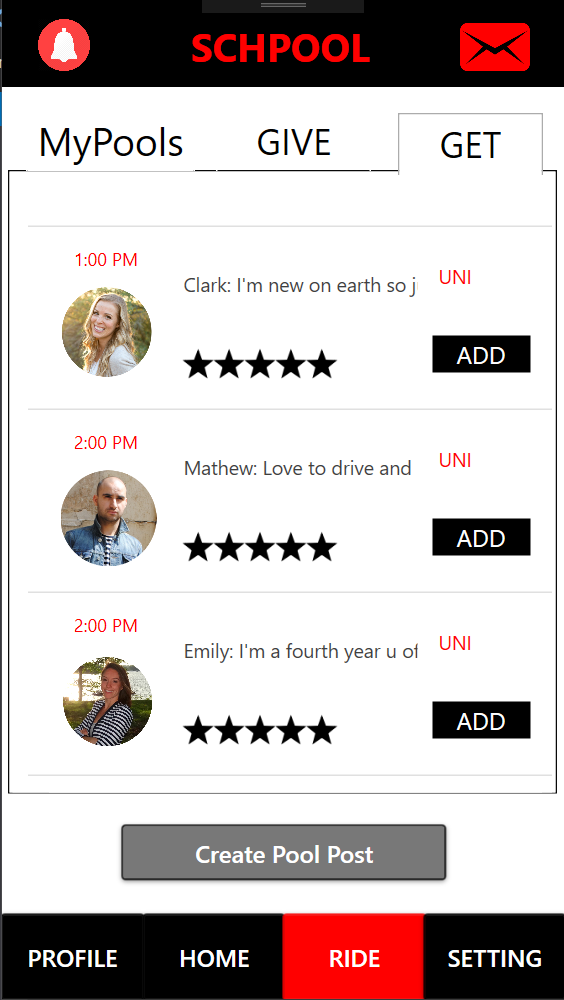 SCHPOOL
MyPools
GIVE
GET
1:00 PM
Clark: I'm new on earth so j
UNI
ADD
2:00 PM
Mathew: Love to drive and
UNI
ADD
2:00 PM
Emily: I'm a fourth year u of
UNI
ADD
Create Pool Post
PROFILE
HOME
RIDE
SETTING